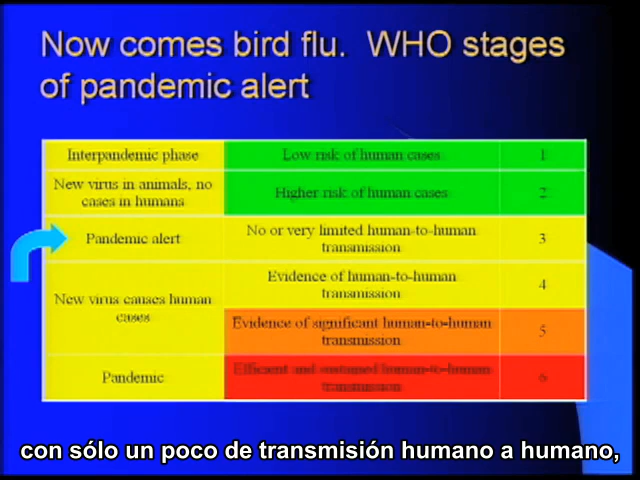 Now comes bird flu. WHO stages
of pandemic alert
Interpandemic phase
Low risk of human cases
1
New virus in animals, no
cases in humans
Higher risk of human cases
2
Pandemic alert
No or very limited human-to-human
transmission
3
New virus causes human
cases
Evidence of human-to-human
transmission
4
Evidence of significant human-to-human
transmission
5
Pandemic
Efficient and sustained human-to-human
transmission
6
con sólo un poco de transmisión humano a humano,